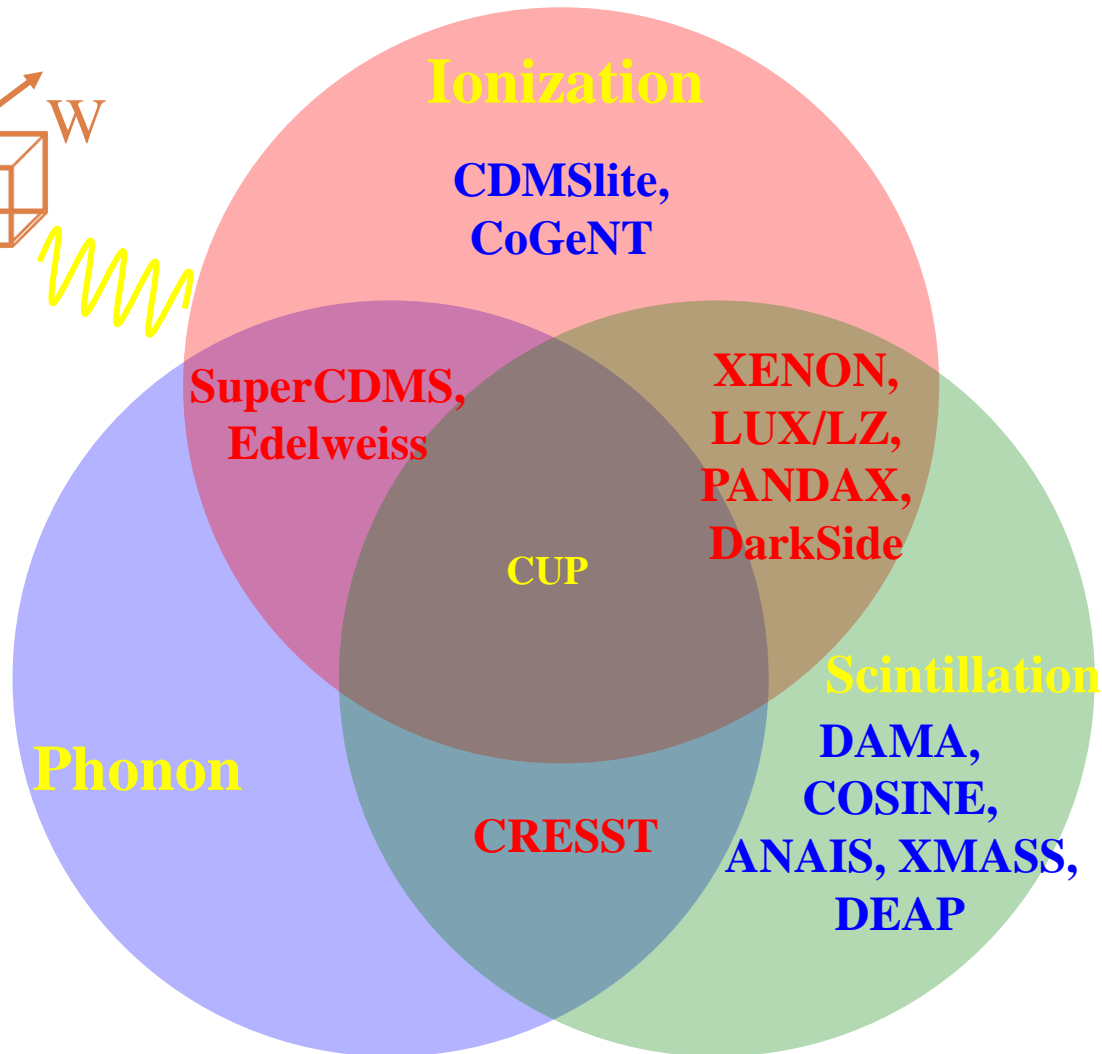 Ionization
W
CDMSlite,
CoGeNT
SuperCDMS,
Edelweiss
XENON,
LUX/LZ,
PANDAX,
DarkSide
CUP
Scintillation
Phonon
DAMA,
COSINE,
ANAIS, XMASS,
DEAP
CRESST